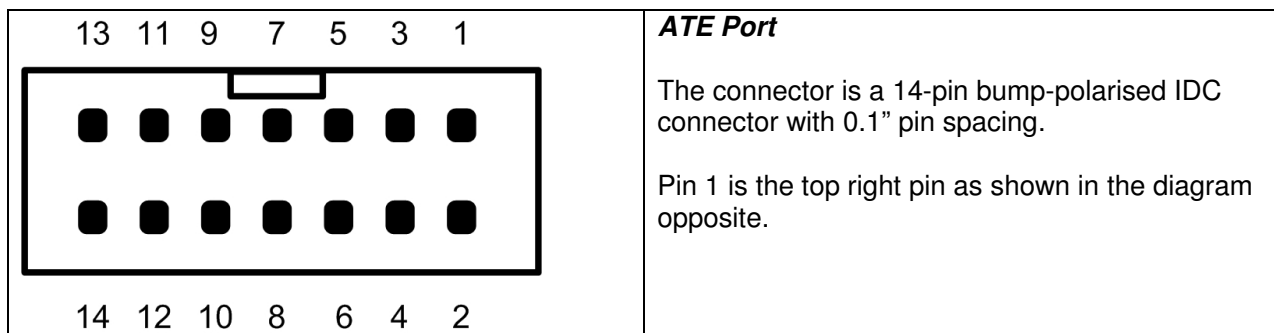 13 11 9 7 5 3 1
14 12 10 8 6 4 2
ATE Port
The connector is a 14-pin bump-polarised IDC
connector with 0.1” pin spacing.
Pin 1 is the top right pin as shown in the diagram
opposite.